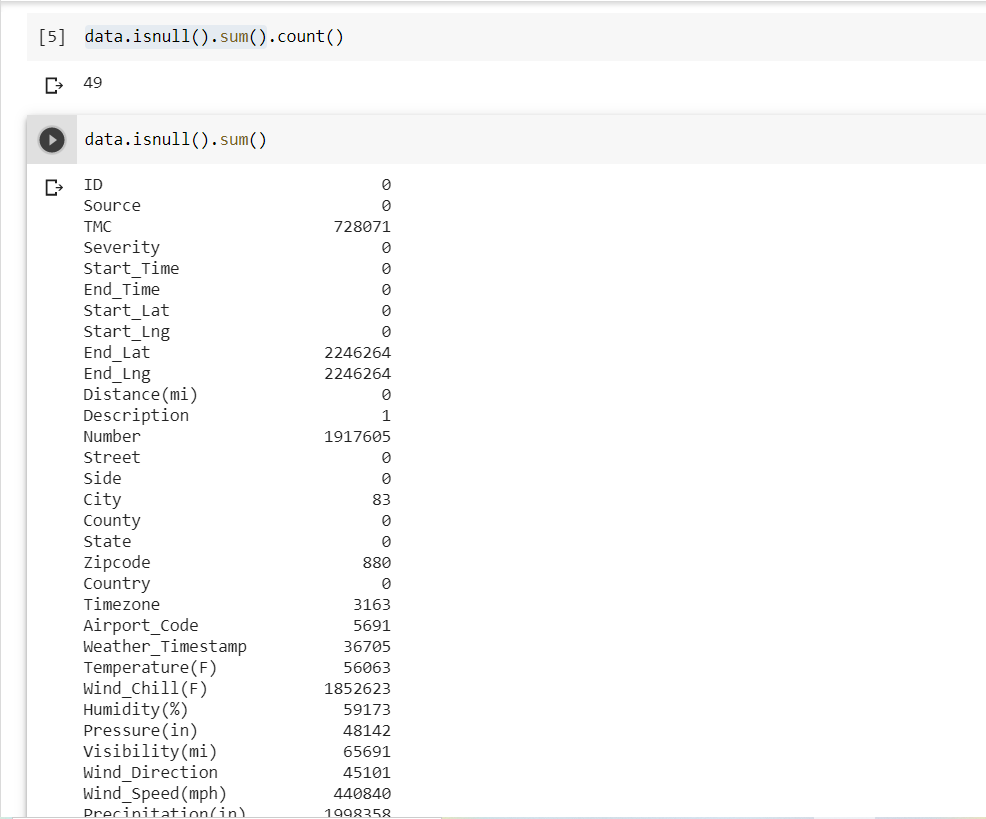 [5] data.isnull().sum().count()
49
data.isnull().sum()
ID 0
Source 0
TMC 728071
Severity 0
Start_Time 0
End_Time 0
Start_Lat 0
Start_Lng 0
End_Lat 2246264
End_Lng 2246264
Distance(mi) 0
Description 1
Number 1917605
Street 0
Side 0
City 83
County 0
State 0
Zipcode 880
Country 0
Timezone 3163
Airport_Code 5691
Weather_Timestamp 36705
Temperature(F) 56063
Wind_Chill(F) 1852623
Humidity(%) 59173
Pressure(in) 48142
Visibility(mi) 65691
Wind_Direction 45101
Wind_Speed(mph) 440840
Precipitation(in) 1998358